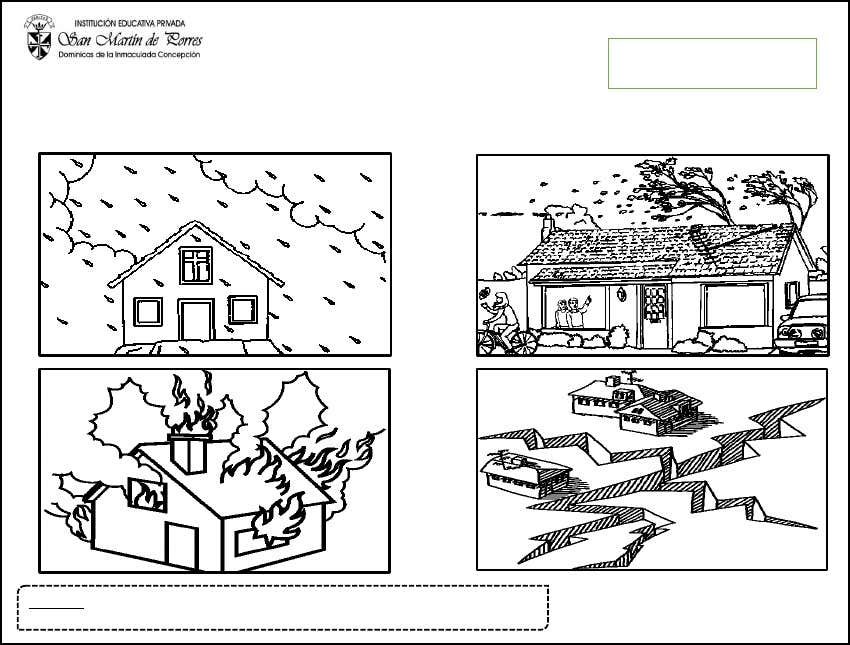 INSTITUCIÓN EDUCATIVA PRIVADA
San Martín de Porres
Dominicas de la Inmaculada Concepción